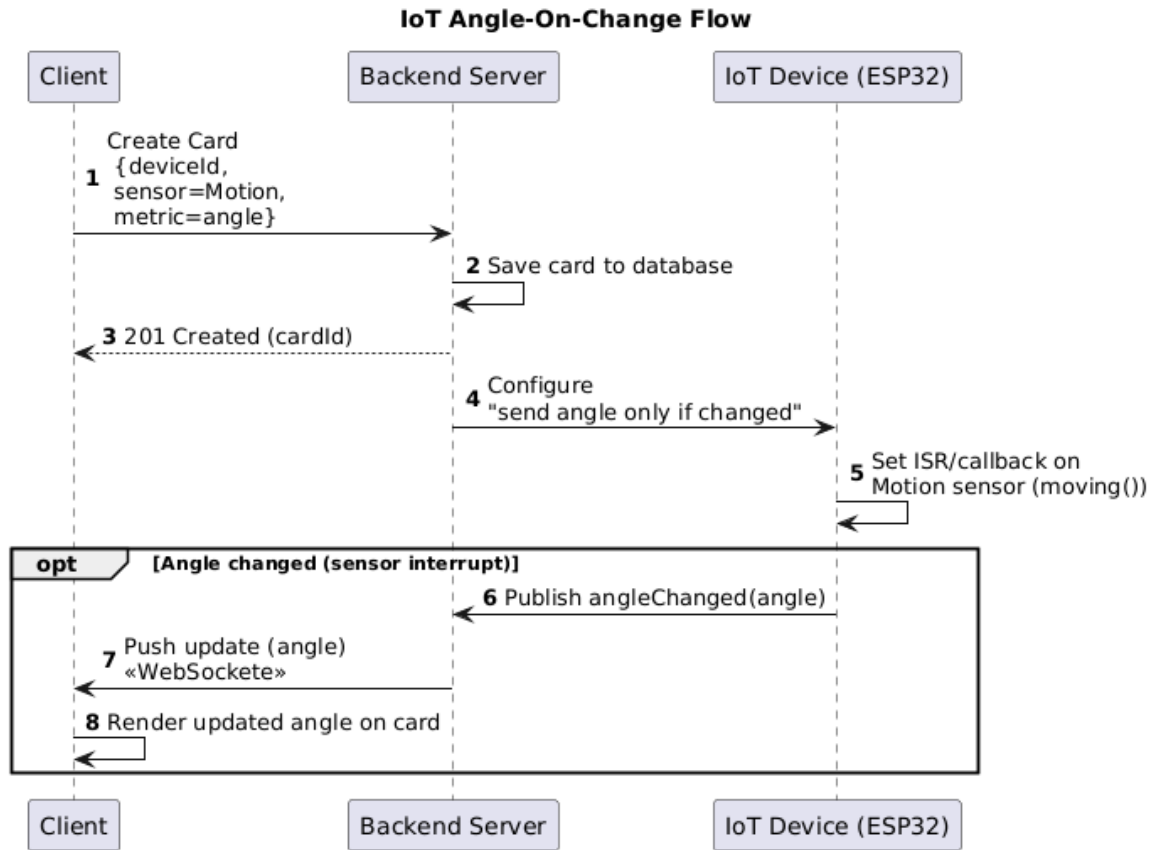 IoT Angle-On-Change Flow
Client
Backend Server
IoT Device (ESP32)
Create Card
{deviceId,
1
sensor=Motion,
metric=angle}
2 Save card to database
3 201 Created (cardId)
4
Configure
"send angle only if changed"
5
Set ISR/callback on
Motion sensor (moving())
opt
[Angle changed (sensor interrupt)]
6 Publish angleChanged(angle)
7
Push update (angle)
«WebSockete»
8 Render updated angle on card
Client
Backend Server
IoT Device (ESP32)